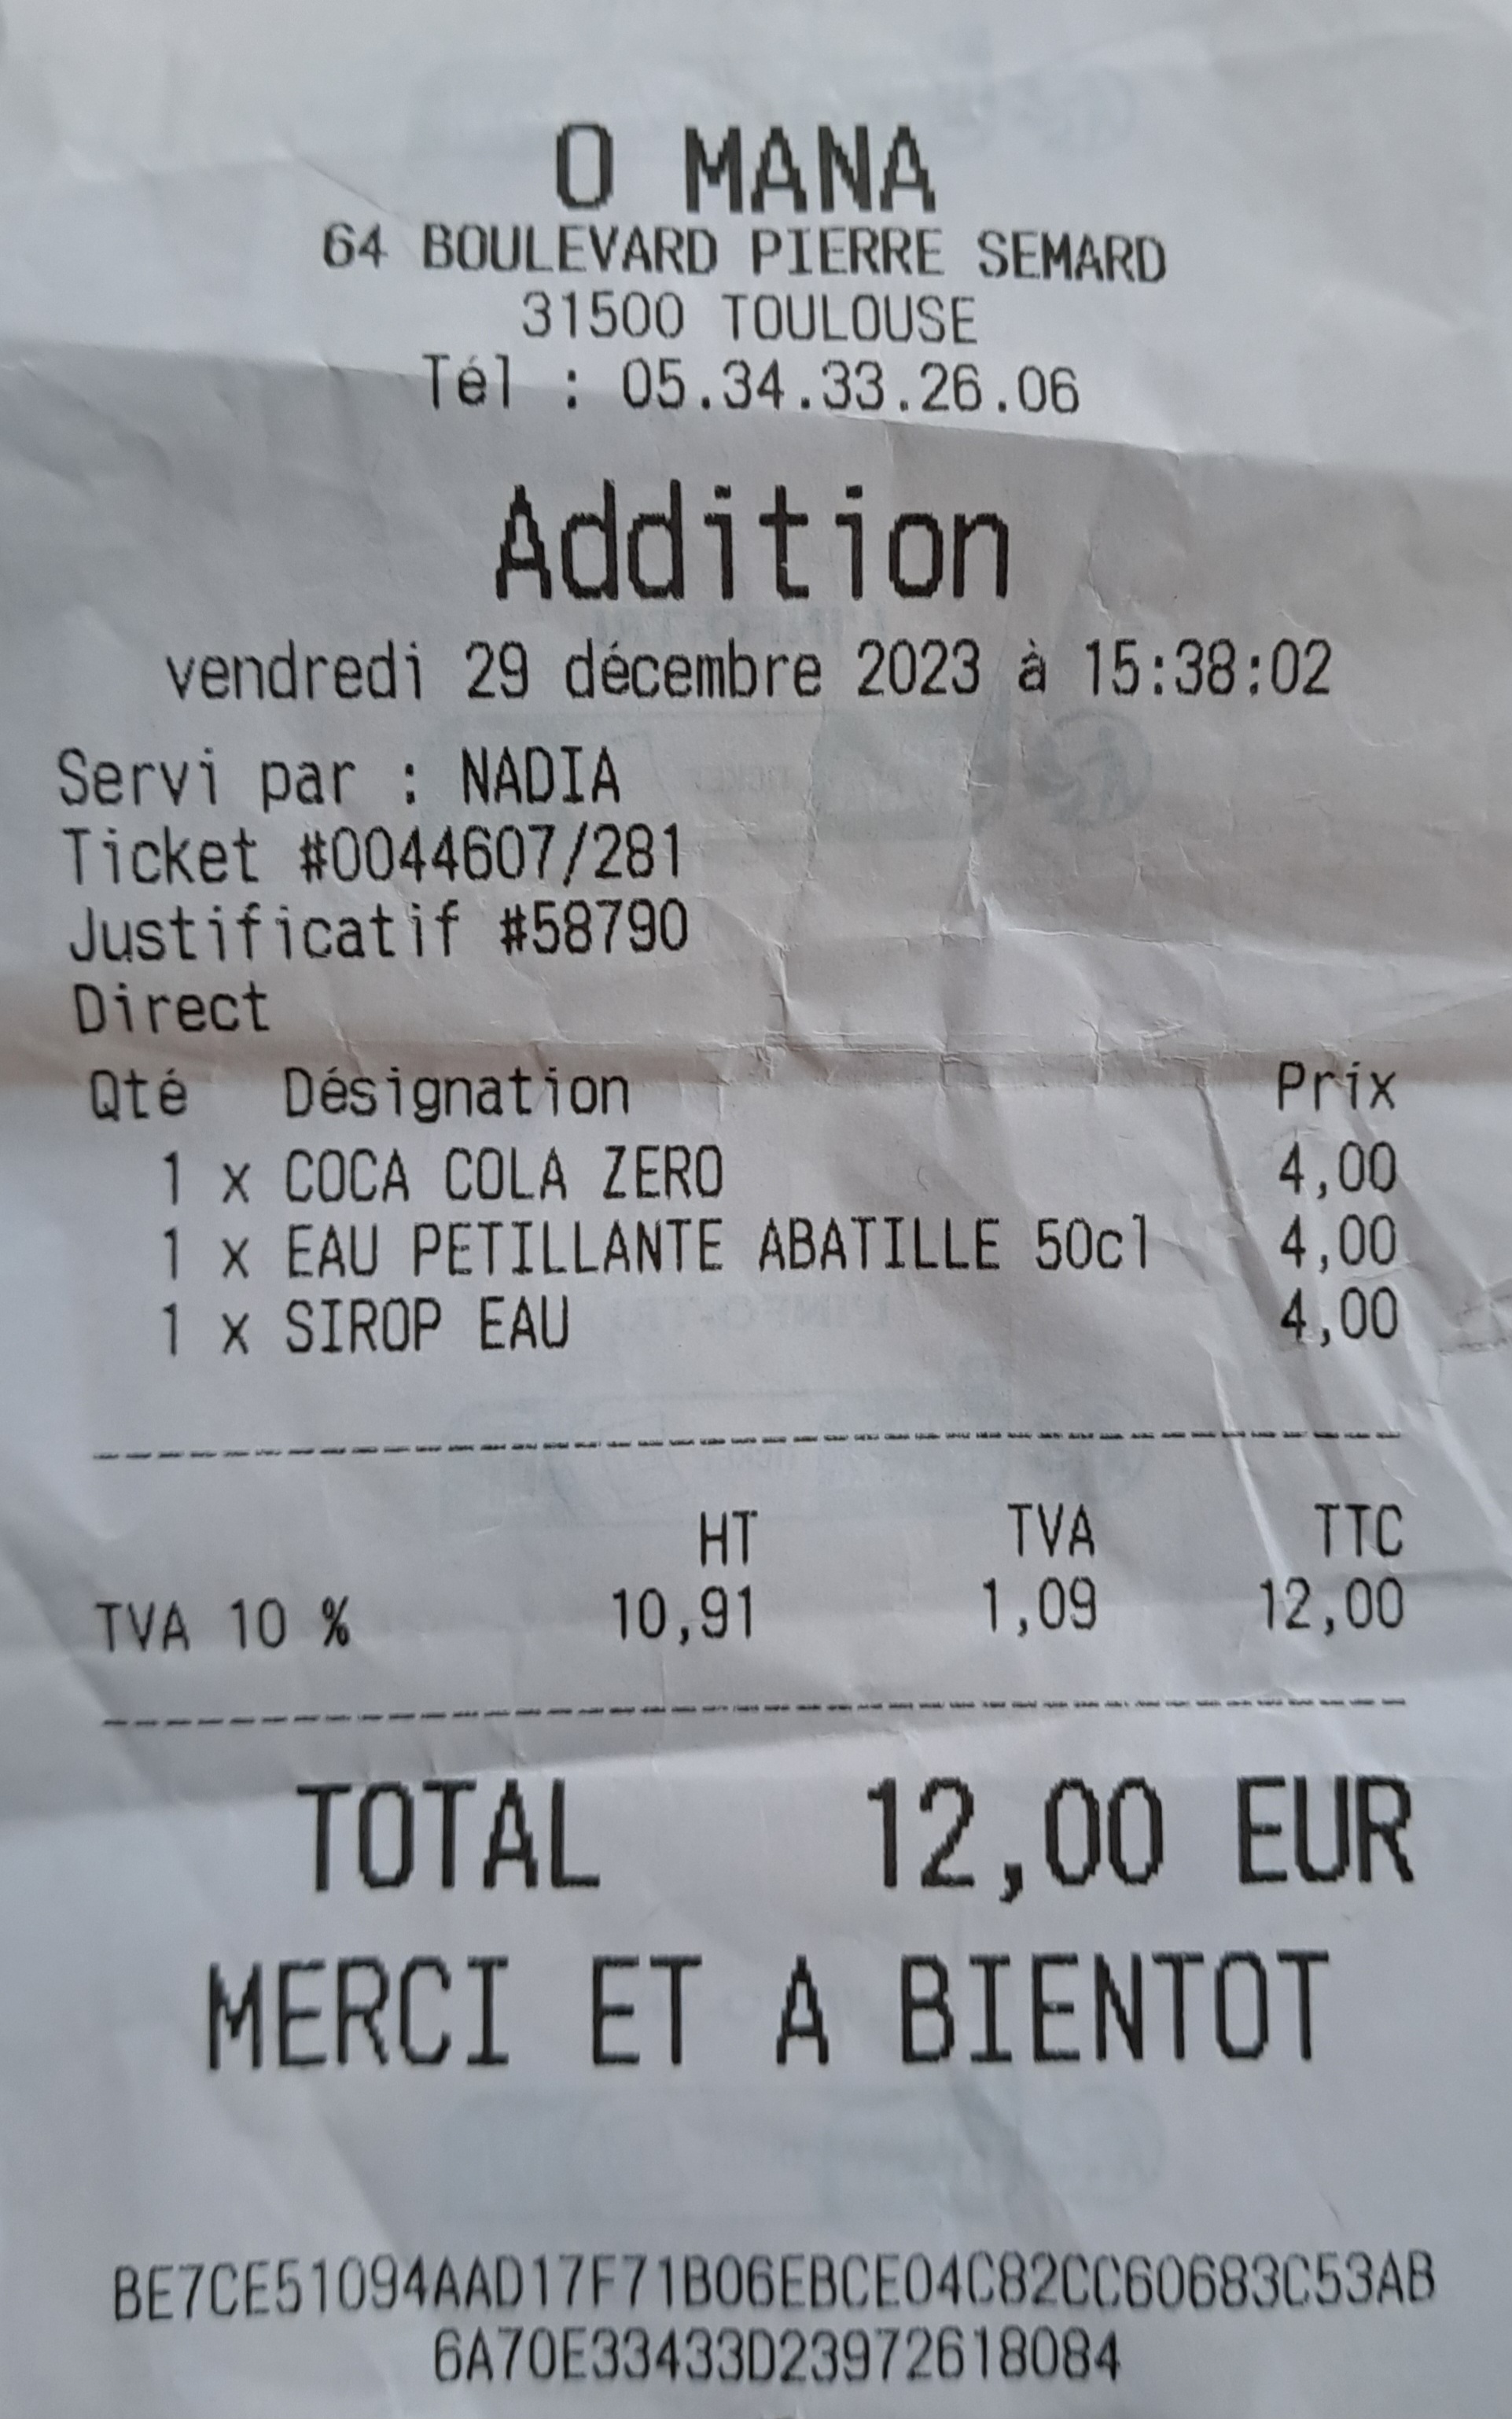 O MANA
64 BOULEVARD PIERRE SEMARD
31500 TOULOUSE
Tél : 05.34.33.26.06
Addition
vendredi 29 décembre 2023 à 15:38:02
Servi par : NADIA
Ticket #0044607/281
Justificatif #58790
Direct
Qté Désignation Prix
1 x COCA COLA ZERO 4,00
1 x EAU PETILLANTE ABATILLE 50cl 4,00
1 x SIROP EAU 4,00
HT TVA TTC
TVA 10 % 10,91 1,09 12,00
TOTAL 12,00 EUR
MERCI ET A BIENTOT
BE7CE51094AAD17F71B06EBCE04C82CC60683C53AB
6A70E33433D23972618084